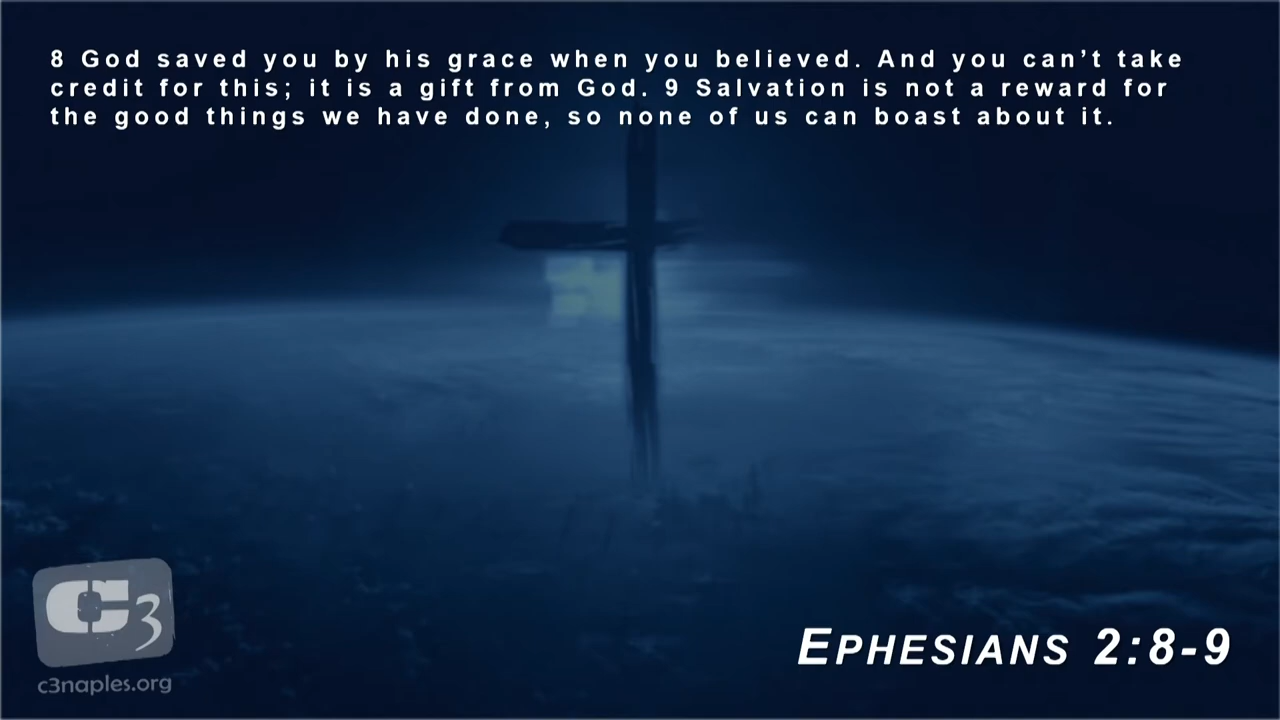 8 God saved you by his grace when you believed. And you can’t take
credit for this; it is a gift from God. 9 Salvation is not a reward for
the good things we have done, so none of us can boast about it.
C3
c3naples.org
EPHESIANS 2:8-9